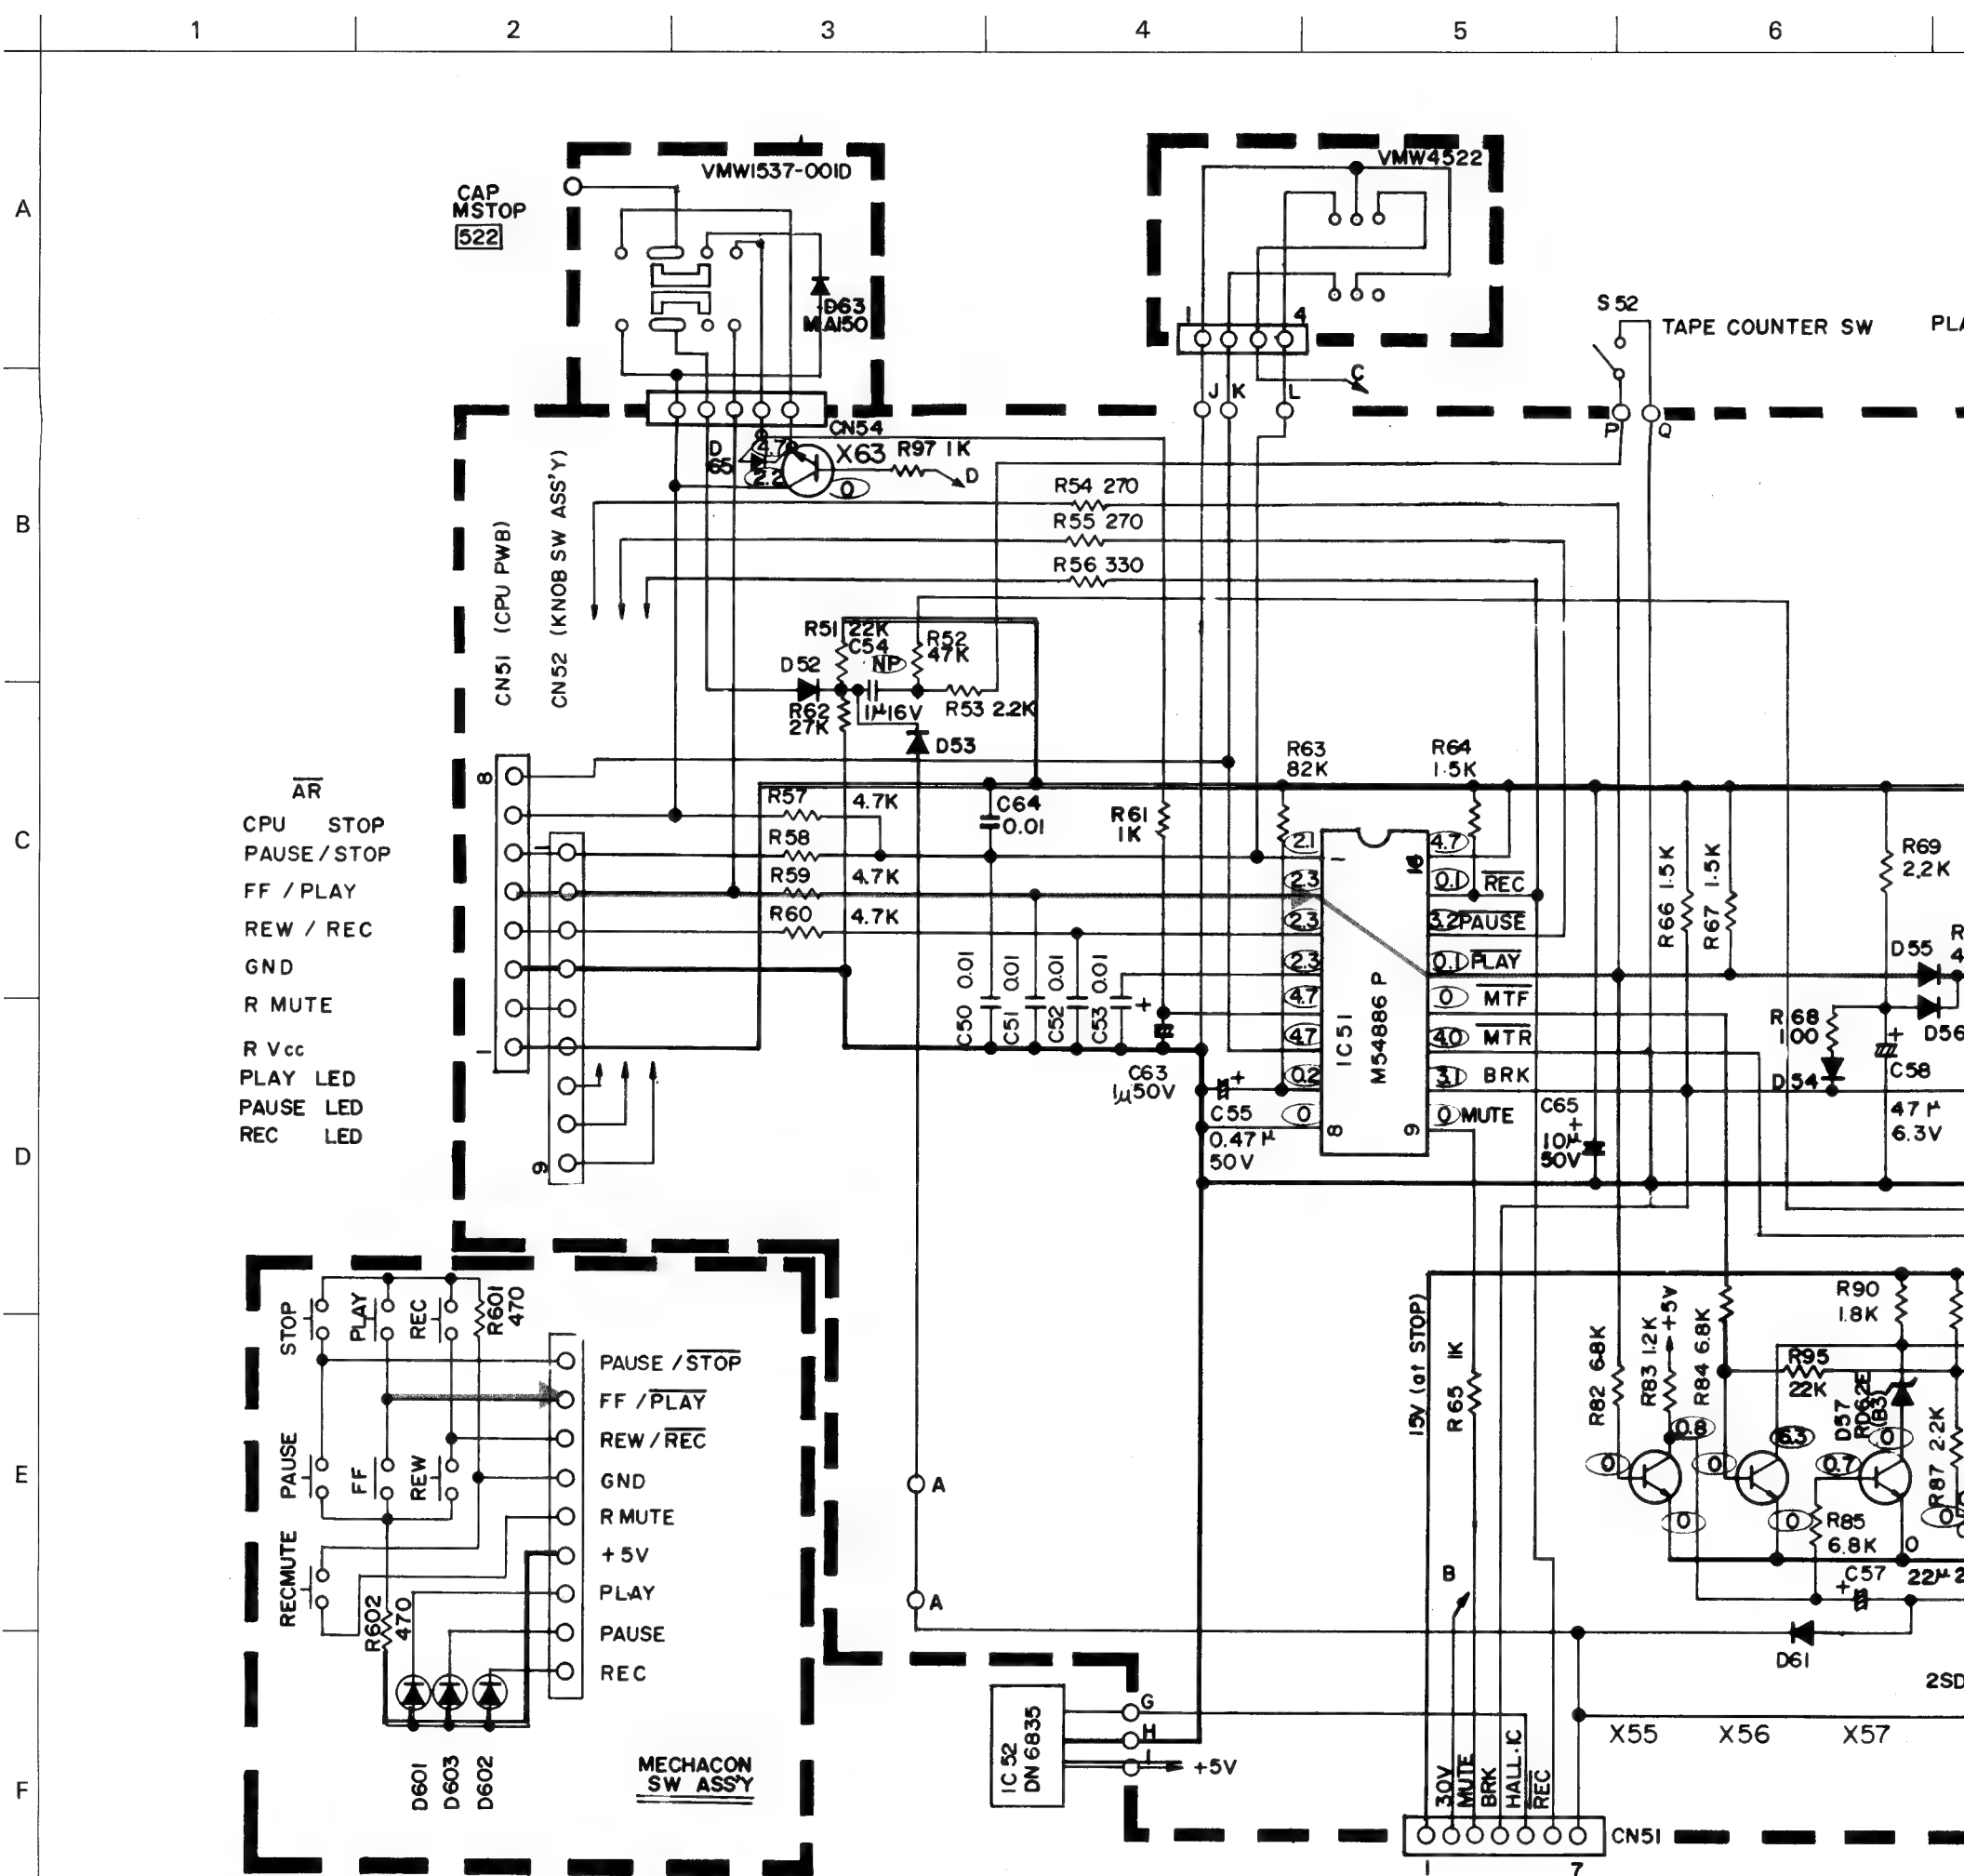 1 2 3 4 5 6
A
B
C
D
E
F
VMW1537-001D
CAP
M STOP
522
D63
MA150
VMW4522
1 4
C
J K L
S52
TAPE COUNTER SW
PLA
P Q
CN54
D
65
4.7
2.2
X63
0
R97 1K
D
R54 270
R55 270
R56 330
CN51 (CPU PWB)
CN52 (KNOB SW ASS'Y)
R51 22K
C54
NP
R52
47K
D52
R62
27K
1μ16V
R53 2.2K
D53
R63
82K
R64
1.5K
8
AR
CPU STOP
PAUSE/STOP
FF / PLAY
REW / REC
GND
R MUTE
R Vcc
PLAY LED
PAUSE LED
REC LED
1
1
9
R57 4.7K
R58
R59 4.7K
R60 4.7K
C64
0.01
R61
1K
C50 0.01
C51 0.01
C52 0.01
C53 0.01
+
C63
1μ50V
+
C55
0.47μ
50V
2.1
2.3
2.3
2.3
4.7
4.7
0.2
0
1
16
8
9
IC51
M54886P
4.7
0.1 REC
3.2 PAUSE
0.1 PLAY
0 MTF
4.0 MTR
3.1 BRK
0 MUTE
R66 1.5K
R67 1.5K
R69
2.2K
D55
R
4
R68
100
D54
D56
+
C58
47μ
6.3V
C65
+
10μ
50V
STOP
PLAY
REC
R601
470
PAUSE
FF
REW
RECMUTE
R602
470
PAUSE/STOP
FF/PLAY
REW/REC
GND
R MUTE
+5V
PLAY
PAUSE
REC
D601
D603
D602
MECHACON
SW ASS'Y
A
A
15V (at STOP)
R65 1K
B
R82 6.8K
R83 1.2K
+5V
R84 6.8K
R90
1.8K
R95
22K
D57
RD6.2E
(B3)
R87 2.2K
0.8
6.3
0
0
0
0.7
0
0
0
0
R85
6.8K
+
C57
22μ 2
D61
2SD
X55 X56 X57
IC52
DN6835
G
H
I
+5V
30V
MUTE
BRK
HALL.IC
REC
CN51
1 7